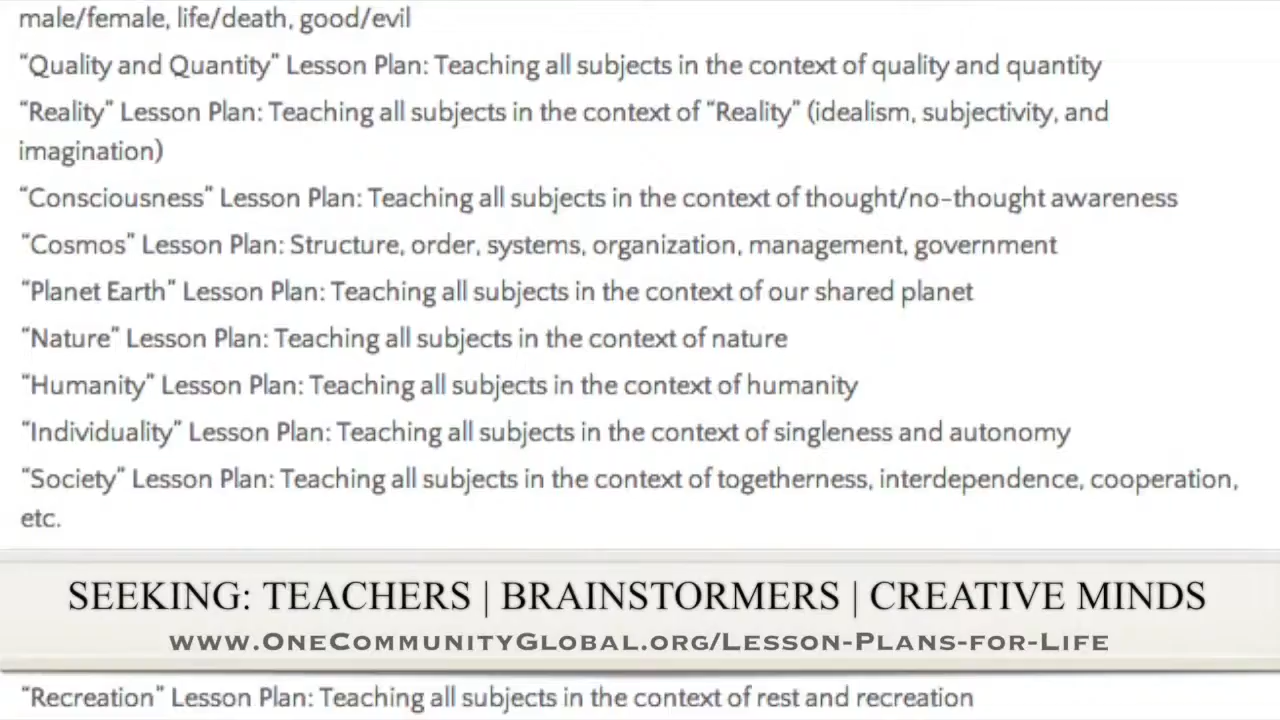 male/female, life/death, good/evil
“Quality and Quantity” Lesson Plan: Teaching all subjects in the context of quality and quantity
“Reality” Lesson Plan: Teaching all subjects in the context of “Reality” (idealism, subjectivity, and
imagination)
“Consciousness” Lesson Plan: Teaching all subjects in the context of thought/no-thought awareness
“Cosmos” Lesson Plan: Structure, order, systems, organization, management, government
“Planet Earth” Lesson Plan: Teaching all subjects in the context of our shared planet
“Nature” Lesson Plan: Teaching all subjects in the context of nature
“Humanity” Lesson Plan: Teaching all subjects in the context of humanity
“Individuality” Lesson Plan: Teaching all subjects in the context of singleness and autonomy
“Society” Lesson Plan: Teaching all subjects in the context of togetherness, interdependence, cooperation,
etc.
SEEKING: TEACHERS | BRAINSTORMERS | CREATIVE MINDS
www.OneCommunityGlobal.org/Lesson-Plans-for-Life
“Recreation” Lesson Plan: Teaching all subjects in the context of rest and recreation